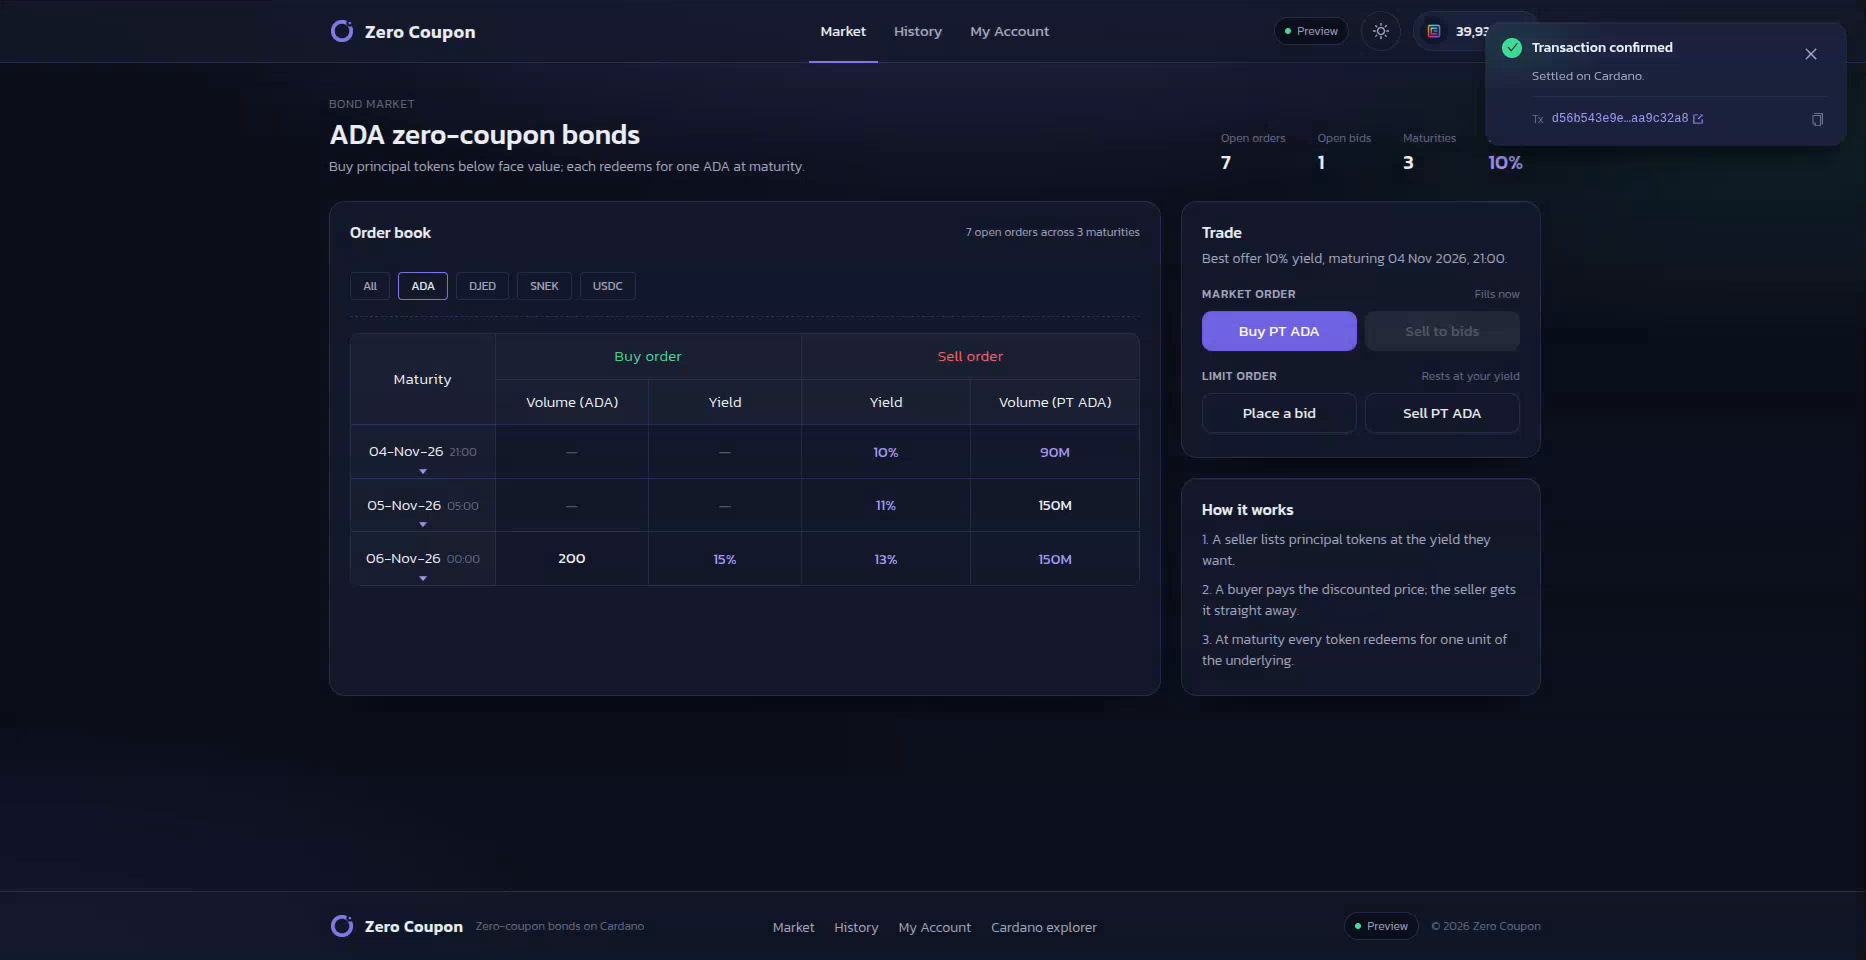 Zero Coupon
Market History My Account
Preview
39,93
Transaction confirmed
Settled on Cardano.
Tx d56b543e9e…aa9c32a8
BOND MARKET
ADA zero-coupon bonds
Buy principal tokens below face value; each redeems for one ADA at maturity.
Open orders Open bids Maturities
7 1 3 10%
Order book
7 open orders across 3 maturities
All ADA DJED SNEK USDC
Maturity Buy order Sell order
Volume (ADA) Yield Yield Volume (PT ADA)
04-Nov-26 21:00 — — 10% 90M
05-Nov-26 05:00 — — 11% 150M
06-Nov-26 00:00 200 15% 13% 150M
Trade
Best offer 10% yield, maturing 04 Nov 2026, 21:00.
MARKET ORDER Fills now
Buy PT ADA Sell to bids
LIMIT ORDER Rests at your yield
Place a bid Sell PT ADA
How it works
1. A seller lists principal tokens at the yield they
want.
2. A buyer pays the discounted price; the seller gets
it straight away.
3. At maturity every token redeems for one unit of
the underlying.
Zero Coupon Zero-coupon bonds on Cardano
Market History My Account Cardano explorer
Preview © 2026 Zero Coupon